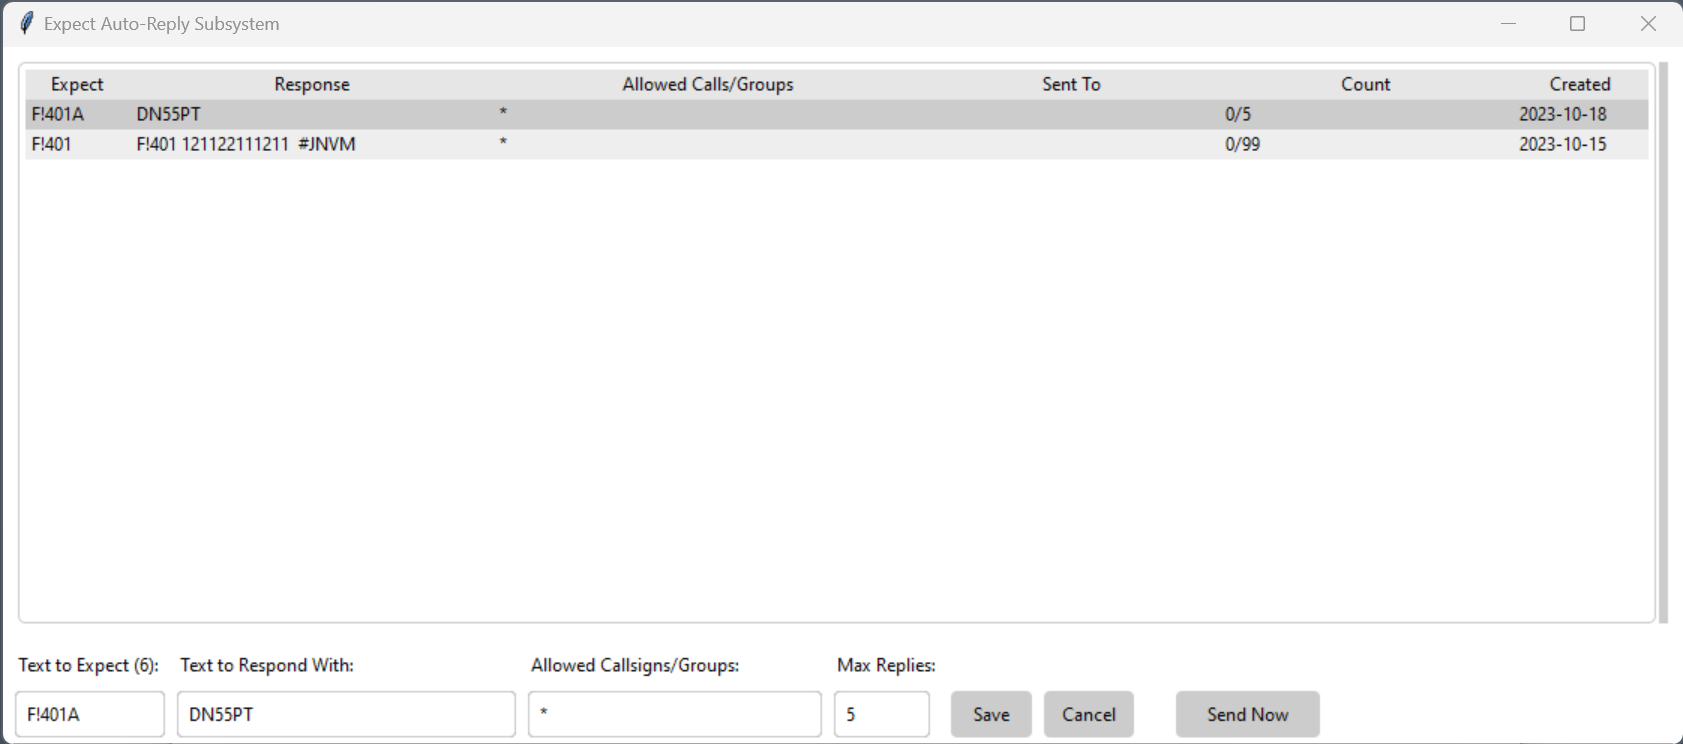 Expect Auto-Reply Subsystem
Expect Response Allowed Calls/Groups Sent To Count Created
F!401A DN55PT * 0/5 2023-10-18
F!401 F!401 121122111211 #JNVM * 0/99 2023-10-15
Text to Expect (6): Text to Respond With: Allowed Callsigns/Groups: Max Replies:
F!401A DN55PT * 5 Save Cancel Send Now